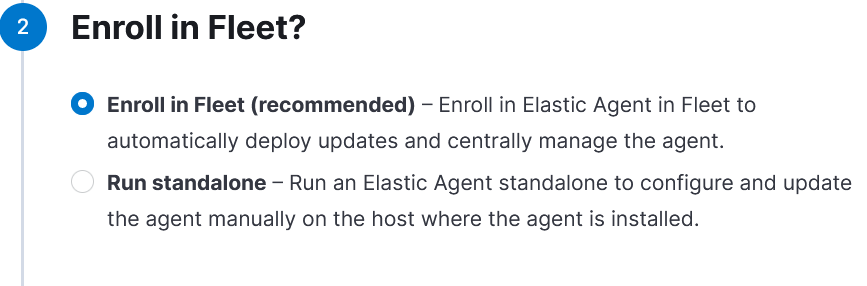 2
Enroll in Fleet?
Enroll in Fleet (recommended) – Enroll in Elastic Agent in Fleet to
automatically deploy updates and centrally manage the agent.
Run standalone – Run an Elastic Agent standalone to configure and update
the agent manually on the host where the agent is installed.